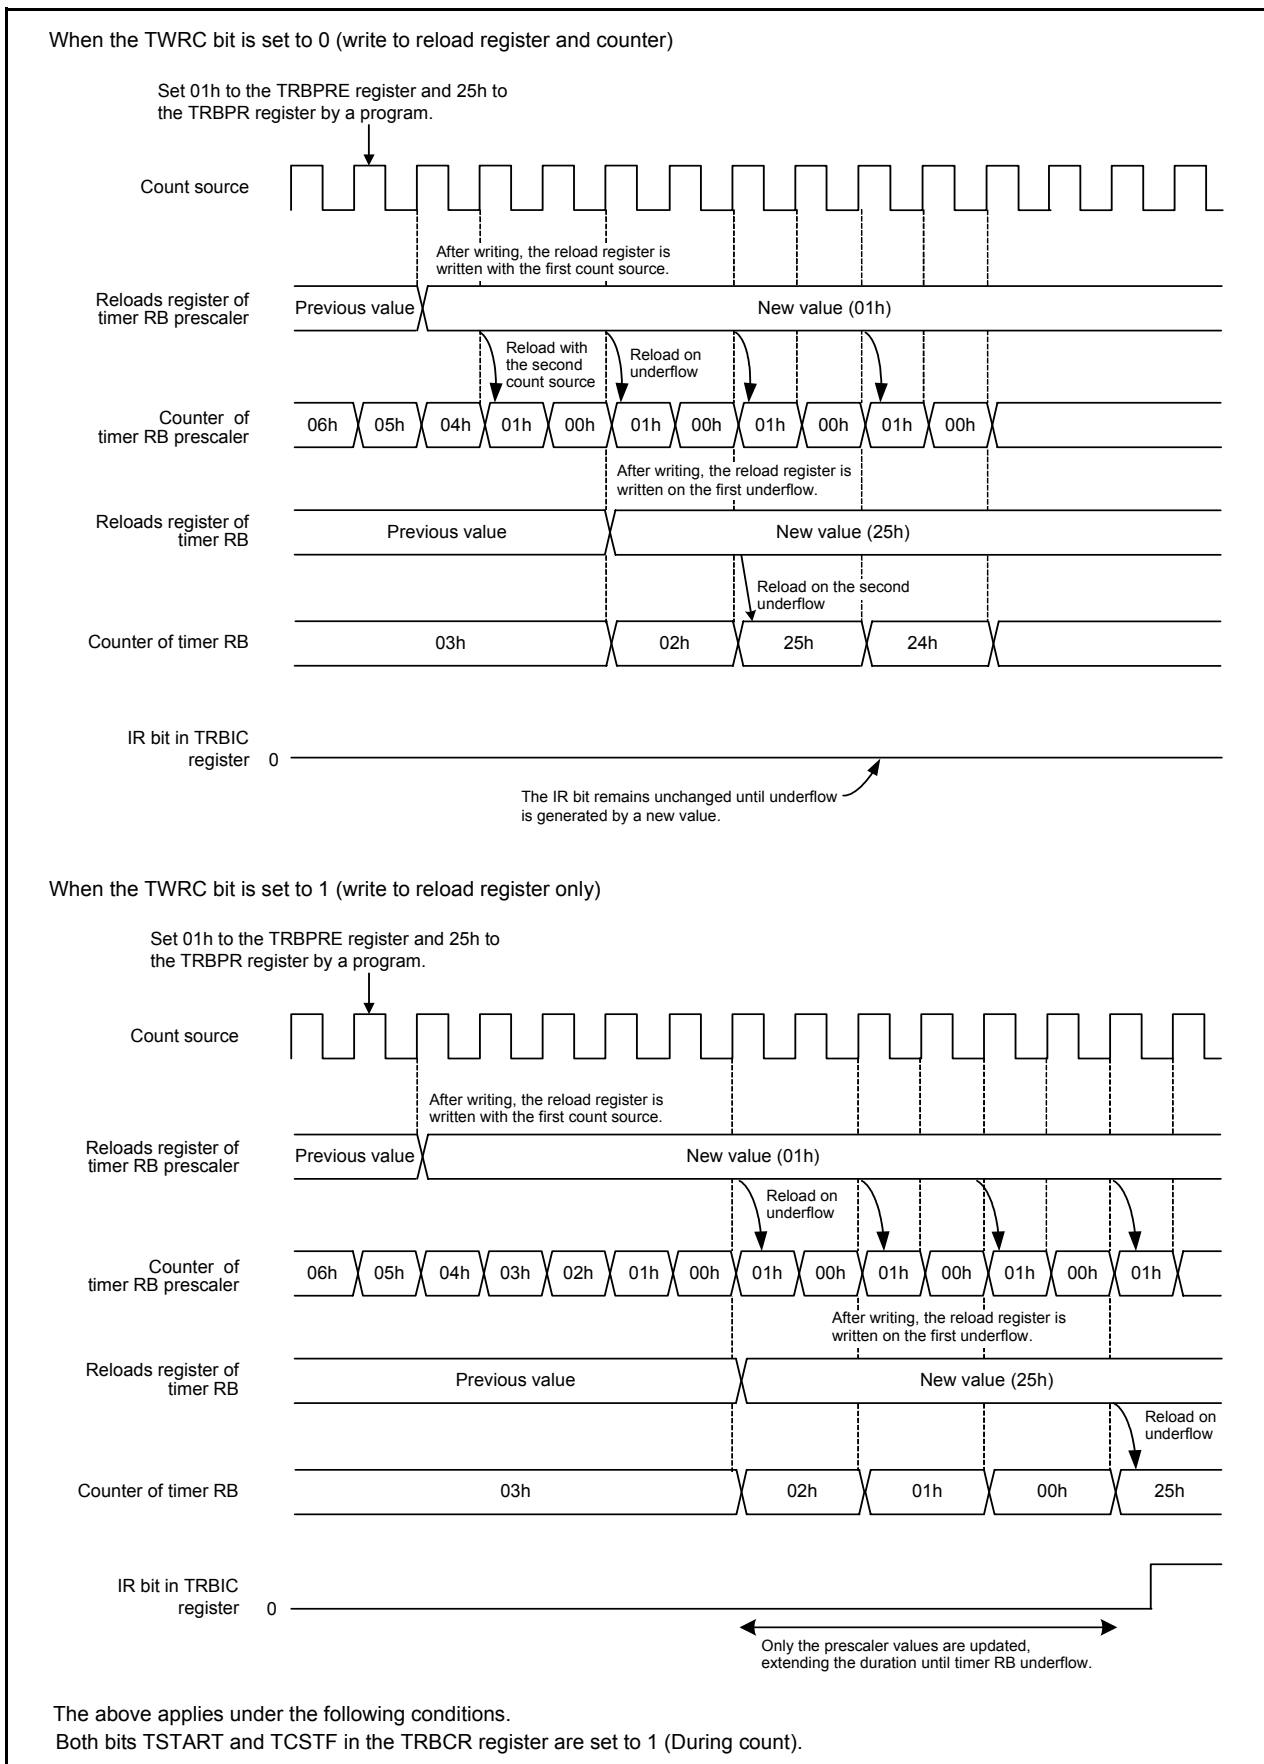 When the TWRC bit is set to 0 (write to reload register and counter)
Set 01h to the TRBPRE register and 25h to
the TRBPR register by a program.
Count source
After writing, the reload register is
written with the first count source.
Reloads register of
timer RB prescaler
Previous value
New value (01h)
Reload with
the second
count source
Reload on
underflow
Counter of
timer RB prescaler
06h 05h 04h 01h 00h 01h 00h 01h 00h 01h 00h
After writing, the reload register is
written on the first underflow.
Reloads register of
timer RB
Previous value
New value (25h)
Reload on the second
underflow
Counter of timer RB
03h 02h 25h 24h
IR bit in TRBIC
register 0
The IR bit remains unchanged until underflow
is generated by a new value.
When the TWRC bit is set to 1 (write to reload register only)
Set 01h to the TRBPRE register and 25h to
the TRBPR register by a program.
Count source
After writing, the reload register is
written with the first count source.
Reloads register of
timer RB prescaler
Previous value
New value (01h)
Reload on
underflow
Counter of
timer RB prescaler
06h 05h 04h 03h 02h 01h 00h 01h 00h 01h 00h 01h 00h 01h
After writing, the reload register is
written on the first underflow.
Reloads register of
timer RB
Previous value
New value (25h)
Reload on
underflow
Counter of timer RB
03h 02h 01h 00h 25h
IR bit in TRBIC
register 0
Only the prescaler values are updated,
extending the duration until timer RB underflow.
The above applies under the following conditions.
Both bits TSTART and TCSTF in the TRBCR register are set to 1 (During count).